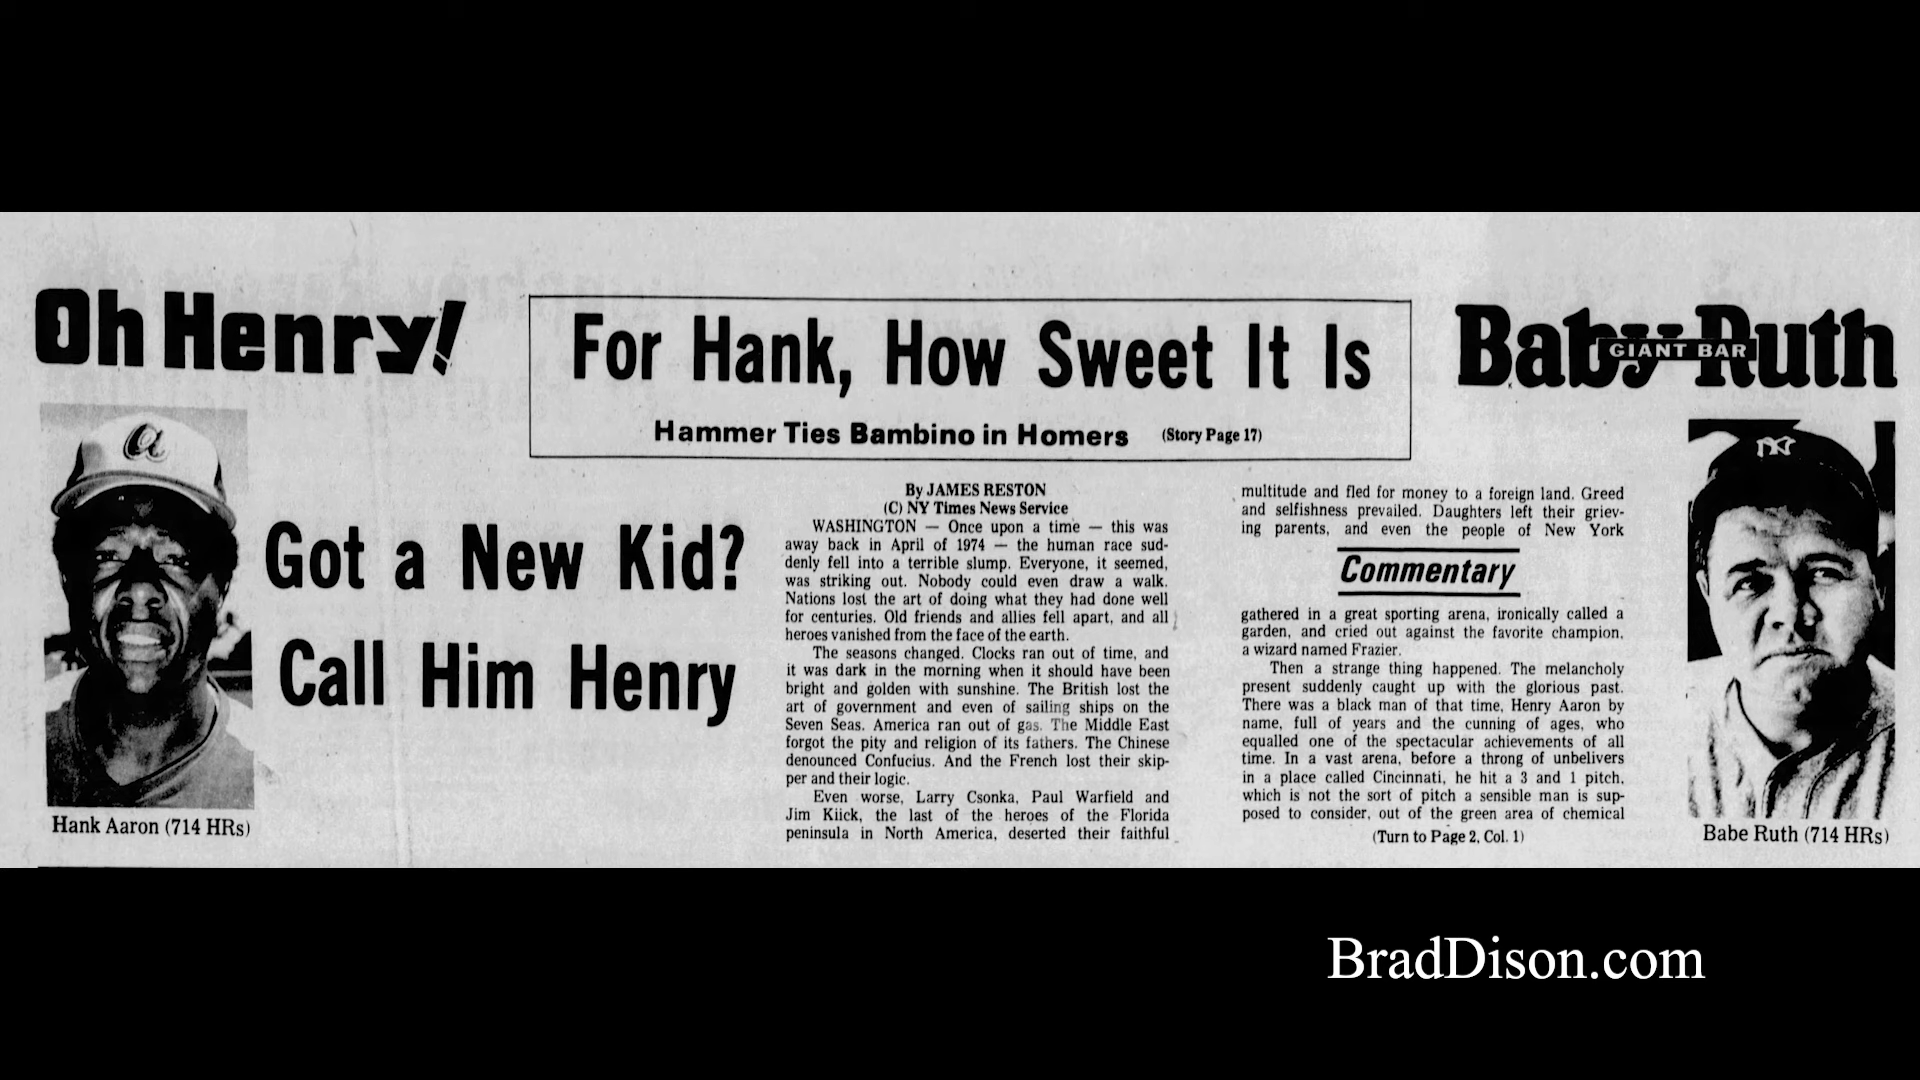 Oh Henry!
For Hank, How Sweet It Is
Hammer Ties Bambino in Homers (Story Page 17)
Baby Ruth
GIANT BAR
a
Hank Aaron (714 HRs)
Got a New Kid?
Call Him Henry
By JAMES RESTON
(C) NY Times News Service
WASHINGTON — Once upon a time — this was
away back in April of 1974 — the human race sud-
denly fell into a terrible slump. Everyone, it seemed,
was striking out. Nobody could even draw a walk.
Nations lost the art of doing what they had done well
for centuries. Old friends and allies fell apart, and all
heroes vanished from the face of the earth.
The seasons changed. Clocks ran out of time, and
it was dark in the morning when it should have been
bright and golden with sunshine. The British lost the
art of government and even of sailing ships on the
Seven Seas. America ran out of gas. The Middle East
forgot the pity and religion of its fathers. The Chinese
denounced Confucius. And the French lost their skip-
per and their logic.
Even worse, Larry Csonka, Paul Warfield and
Jim Kiick, the last of the heroes of the Florida
peninsula in North America, deserted their faithful
multitude and fled for money to a foreign land. Greed
and selfishness prevailed. Daughters left their griev-
ing parents, and even the people of New York
Commentary
gathered in a great sporting arena, ironically called a
garden, and cried out against the favorite champion,
a wizard named Frazier.
Then a strange thing happened. The melancholy
present suddenly caught up with the glorious past.
There was a black man of that time, Henry Aaron by
name, full of years and the cunning of ages, who
equalled one of the spectacular achievements of all
time. In a vast arena, before a throng of unbelivers
in a place called Cincinnati, he hit a 3 and 1 pitch,
which is not the sort of pitch a sensible man is sup-
posed to consider, out of the green area of chemical
(Turn to Page 2, Col. 1)
NY
Babe Ruth (714 HRs)
BradDison.com